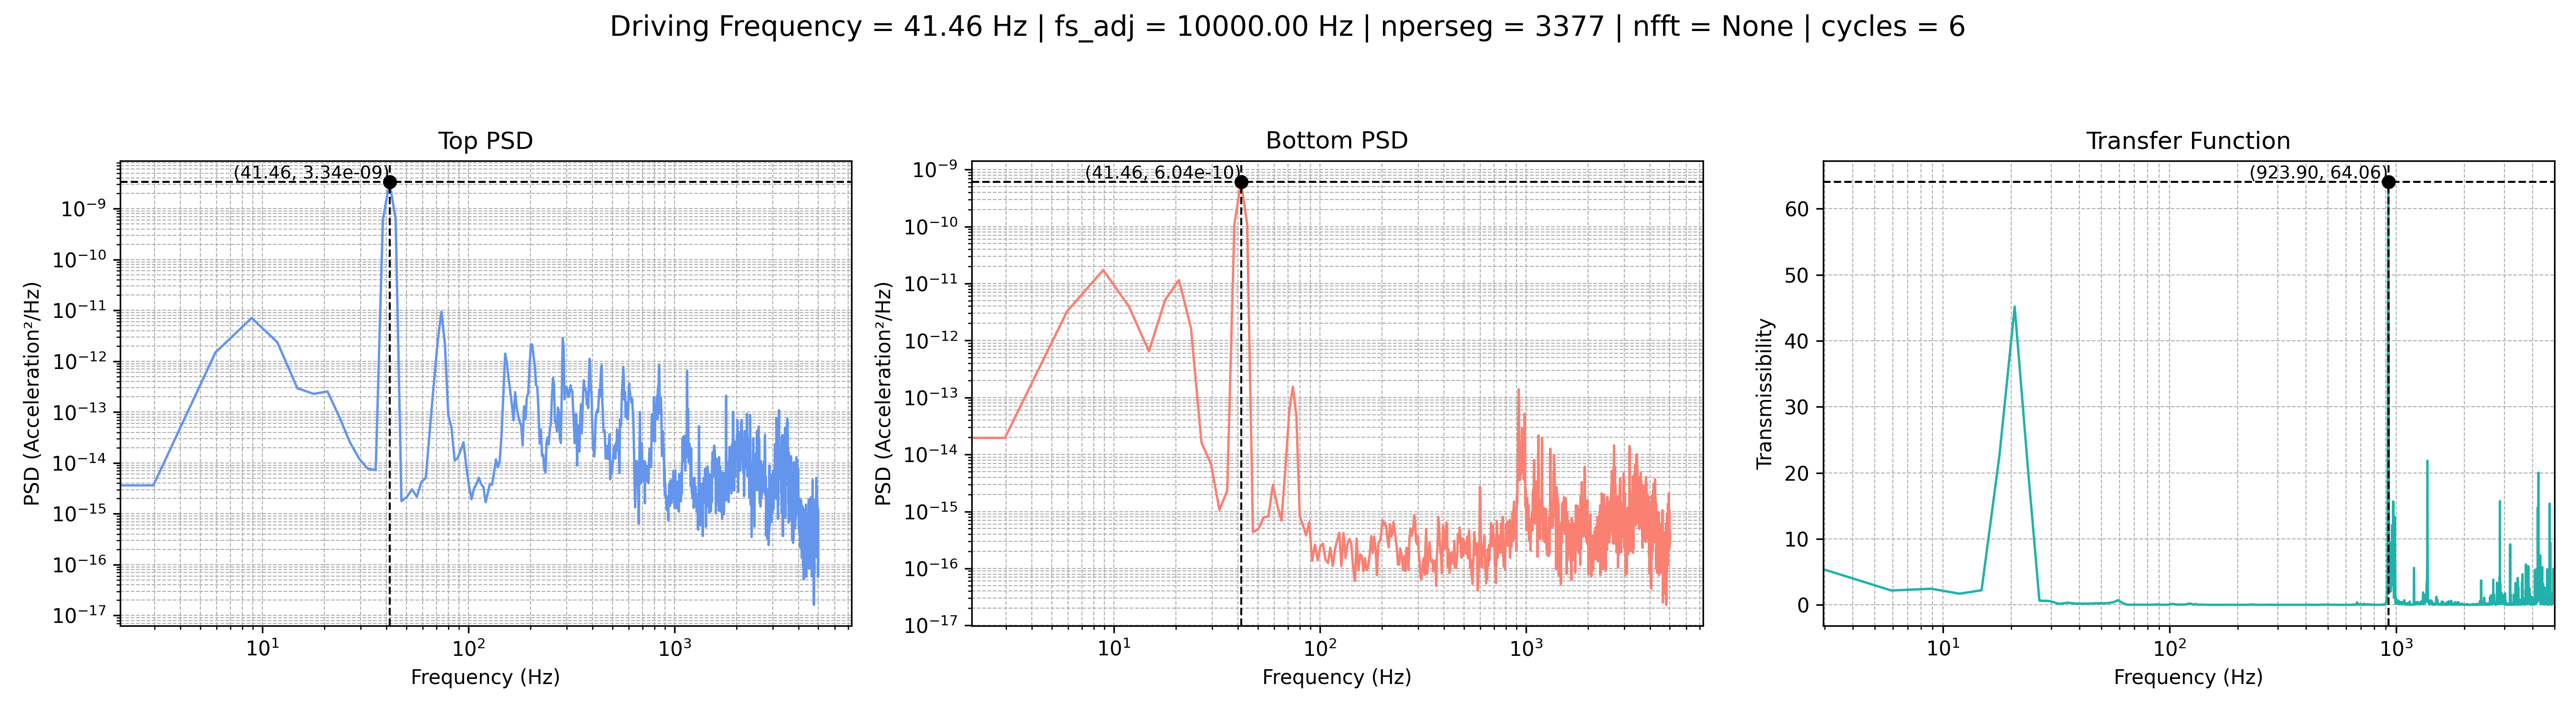 Driving Frequency = 41.46 Hz | fs_adj = 10000.00 Hz | nperseg = 3377 | nfft = None | cycles = 6
Top PSD
(41.46, 3.34e-09)
PSD (Acceleration²/Hz)
10⁻⁹
10⁻¹⁰
10⁻¹¹
10⁻¹²
10⁻¹³
10⁻¹⁴
10⁻¹⁵
10⁻¹⁶
10⁻¹⁷
10¹ 10² 10³
Frequency (Hz)
Bottom PSD
(41.46, 6.04e-10)
PSD (Acceleration²/Hz)
10⁻⁹
10⁻¹⁰
10⁻¹¹
10⁻¹²
10⁻¹³
10⁻¹⁴
10⁻¹⁵
10⁻¹⁶
10⁻¹⁷
10¹ 10² 10³
Frequency (Hz)
Transfer Function
(923.90, 64.06)
Transmissibility
60
50
40
30
20
10
0
10¹ 10² 10³
Frequency (Hz)